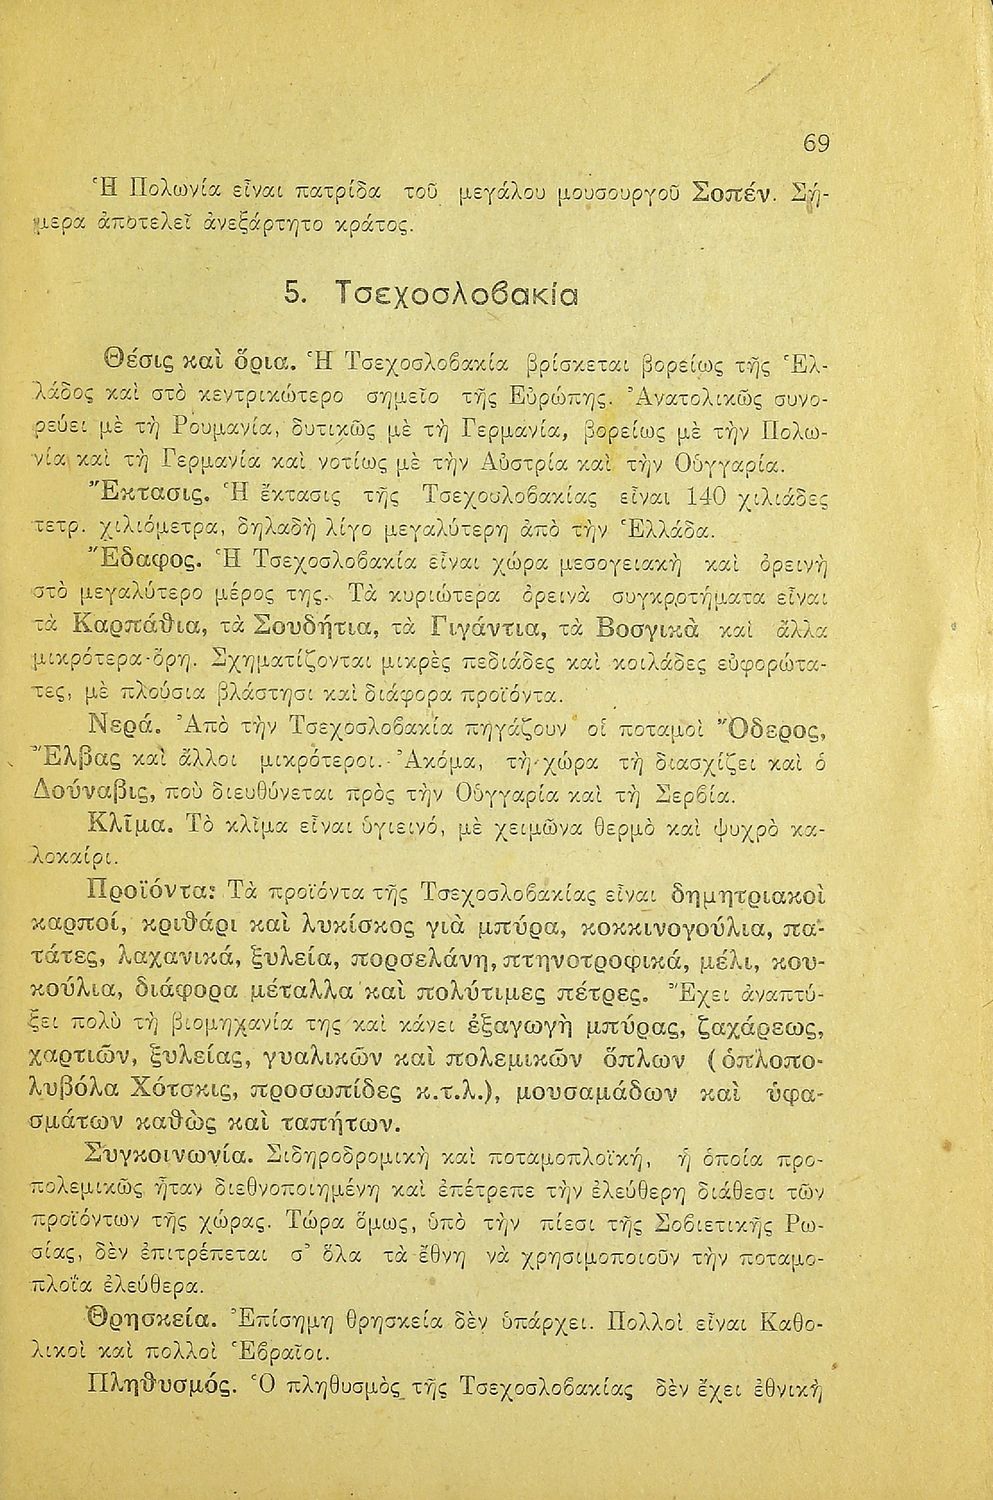 69
Ἡ Πολωνία εἶναι πατρίδα τοῦ μεγάλου μουσουργοῦ Σοπέν. Σή-
μερα ἀποτελεῖ ἀνεξάρτητο κράτος.
5. Τσεχοσλοβακία
Θέσις καὶ ὅρια. Ἡ Τσεχοσλοβακία βρίσκεται βορείως τῆς Ἑλ-
λάδος καὶ στὸ κεντρικώτερο σημεῖο τῆς Εὐρώπης. Ἀνατολικῶς συνο-
ρεύει μὲ τὴ Ρουμανία, δυτικῶς μὲ τὴ Γερμανία, βορείως μὲ τὴν Πολω-
νία καὶ τὴ Γερμανία καὶ νοτίως μὲ τὴν Αὐστρία καὶ τὴν Οὑγγαρία.
Ἔκτασις. Ἡ ἔκτασις τῆς Τσεχουλοβακίας εἶναι 140 χιλιάδες
τετρ. χιλιόμετρα, δηλαδὴ λίγο μεγαλύτερη ἀπὸ τὴν Ἑλλάδα.
Ἔδαφος. Ἡ Τσεχοσλοβακία εἶναι χώρα μεσογειακὴ καὶ ὀρεινὴ
στὸ μεγαλύτερο μέρος της. Τὰ κυριώτερα ὀρεινὰ συγκροτήματα εἶναι
τὰ Καρπάθια, τὰ Σουδήτια, τὰ Γιγάντια, τὰ Βοσγικὰ καὶ ἄλλα
μικρότερα ὄρη. Σχηματίζονται μικρὲς πεδιάδες καὶ κοιλάδες εὐφορώτα-
τες, μὲ πλούσια βλάστησι καὶ διάφορα προϊόντα.
Νερά. Ἀπὸ τὴν Τσεχοσλοβακία πηγάζουν οἱ ποταμοὶ Ὄδερος,
Ἔλβας καὶ ἄλλοι μικρότεροι. Ἀκόμα, τὴ χώρα τὴ διασχίζει καὶ ὁ
Δούναβις, ποὺ διευθύνεται πρὸς τὴν Οὑγγαρία καὶ τὴ Σερβία.
Κλῖμα. Τὸ κλῖμα εἶναι ὑγιεινό, μὲ χειμῶνα θερμὸ καὶ ψυχρὸ κα-
λοκαίρι.
Προϊόντα: Τὰ προϊόντα τῆς Τσεχοσλοβακίας εἶναι δημητριακοὶ
καρποί, κριθάρι καὶ λυκίσκος γιὰ μπύρα, κοκκινογούλια, πα-
τάτες, λαχανικά, ξυλεία, πορσελάνη, πτηνοτροφικά, μέλι, κου-
κούλια, διάφορα μέταλλα καὶ πολύτιμες πέτρες. Ἔχει ἀναπτύ-
ξει πολὺ τὴ βιομηχανία της καὶ κάνει ἐξαγωγὴ μπύρας, ζαχάρεως,
χαρτιῶν, ξυλείας, γυαλικῶν καὶ πολεμικῶν ὅπλων (ὁπλοπο-
λυβόλα Χότσκις, προσωπίδες κ.τ.λ.), μουσαμάδων καὶ ὑφα-
σμάτων καθὼς καὶ ταπήτων.
Συγκοινωνία. Σιδηροδρομικὴ καὶ ποταμοπλοϊκή, ἡ ὁποία προ-
πολεμικῶς ἦταν διεθνοποιημένη καὶ ἐπέτρεπε τὴν ἐλεύθερη διάθεσι τῶν
προϊόντων τῆς χώρας. Τώρα ὅμως, ὑπὸ τὴν πίεσι τῆς Σοβιετικῆς Ρω-
σίας, δὲν ἐπιτρέπεται σ' ὅλα τὰ ἔθνη νὰ χρησιμοποιοῦν τὴν ποταμο-
πλοΐα ἐλεύθερα.
Θρησκεία. Ἐπίσημη θρησκεία δὲν ὑπάρχει. Πολλοὶ εἶναι Καθο-
λικοὶ καὶ πολλοὶ Ἑβραῖοι.
Πληθυσμός. Ὁ πληθυσμὸς τῆς Τσεχοσλοβακίας δὲν ἔχει ἐθνικὴ